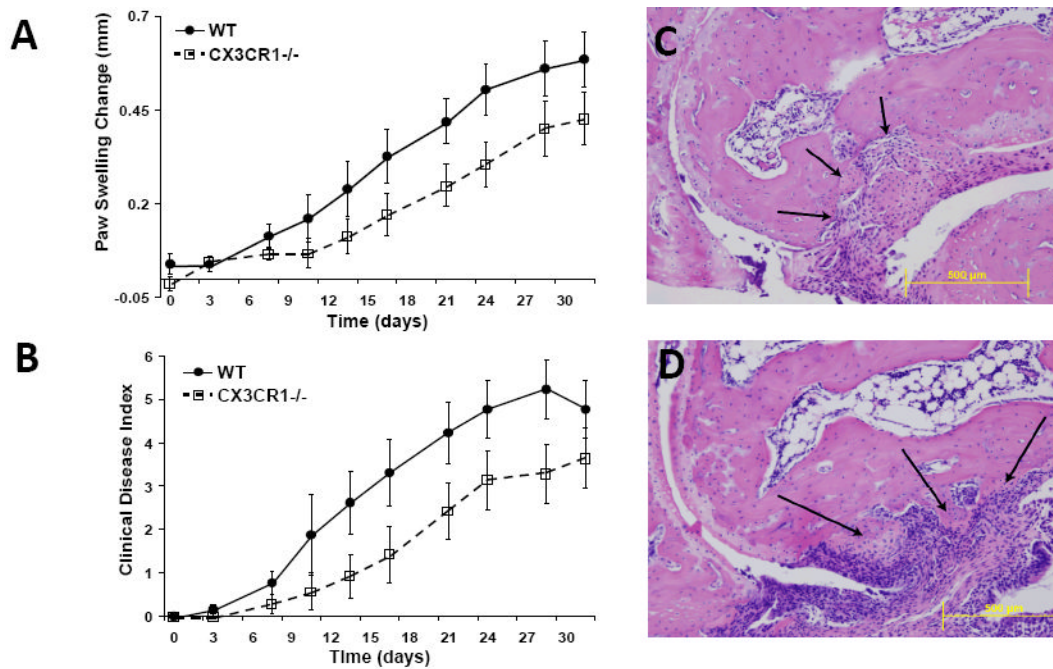 A
Paw Swelling Change (mm)
0.7
0.45
0.2
-0.05
WT
CX3CR1-/-
0 3 6 9 12 15 18 21 24 27 30
Time (days)
B
Clinical Disease Index
6
5
4
3
2
1
0
WT
CX3CR1-/-
0 3 6 9 12 15 18 21 24 27 30
Time (days)
C
500 µm
D
500 µm